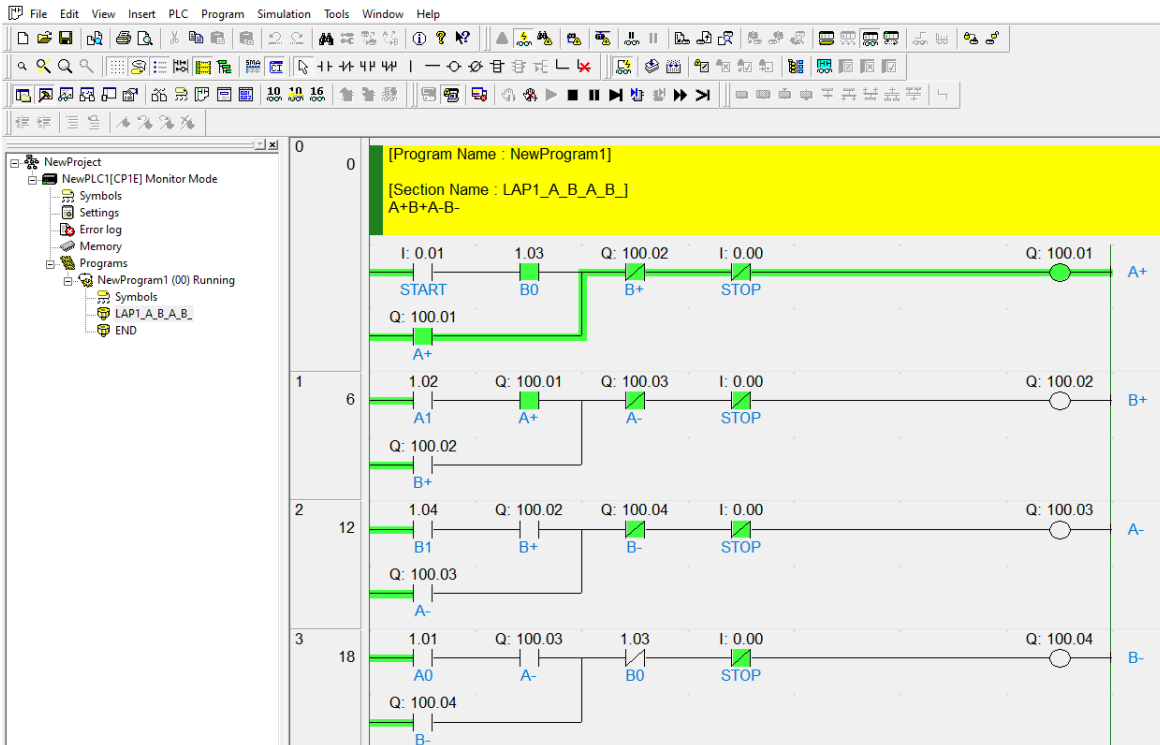 File Edit View Insert PLC Program Simulation Tools Window Help
10 10 16
NewProject
NewPLC1[CP1E] Monitor Mode
Symbols
Settings
Error log
Memory
Programs
NewProgram1 (00) Running
Symbols
LAP1_A_B_A_B_
END
0
0
[Program Name : NewProgram1]
[Section Name : LAP1_A_B_A_B_]
A+B+A-B-
I: 0.01 1.03 Q: 100.02 I: 0.00 Q: 100.01
A+
START B0 B+ STOP
Q: 100.01
A+
1
6
1.02 Q: 100.01 Q: 100.03 I: 0.00 Q: 100.02
B+
A1 A+ A- STOP
Q: 100.02
B+
2
12
1.04 Q: 100.02 Q: 100.04 I: 0.00 Q: 100.03
A-
B1 B+ B- STOP
Q: 100.03
A-
3
18
1.01 Q: 100.03 1.03 I: 0.00 Q: 100.04
B-
A0 A- B0 STOP
Q: 100.04
B-